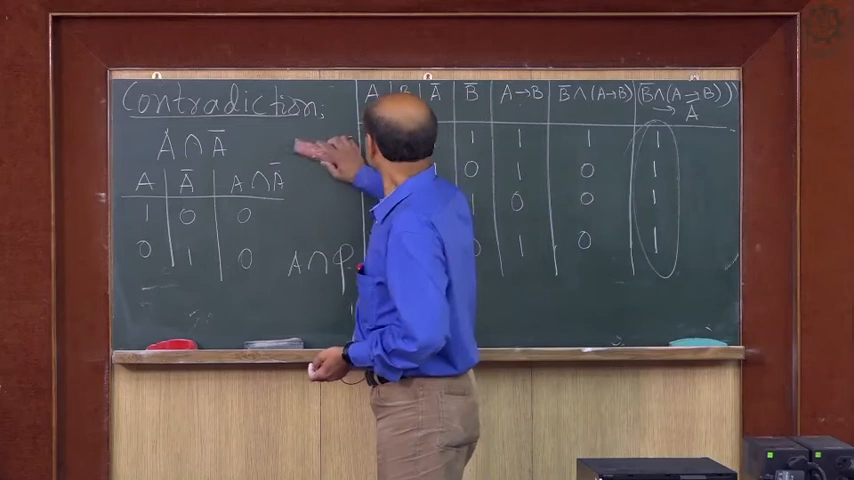 Contradiction;
A ∩ A̅
A A̅ A ∩ A̅
1 0 0
0 1 0
A ∩ φ
A B A̅ B̅ A→B B̅ ∧ (A→B) (B̅ ∧ (A→B))
→ A̅
1 1 1 1
0 1 0 1
0 0 1
0 1 0 1